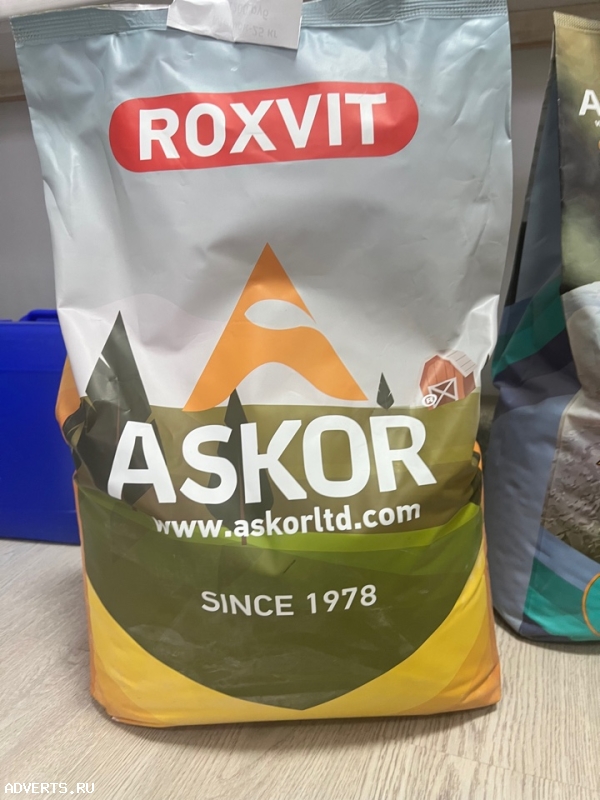 ROXVIT
ASKOR
www.askorltd.com
SINCE 1978
ADVERTS.RU